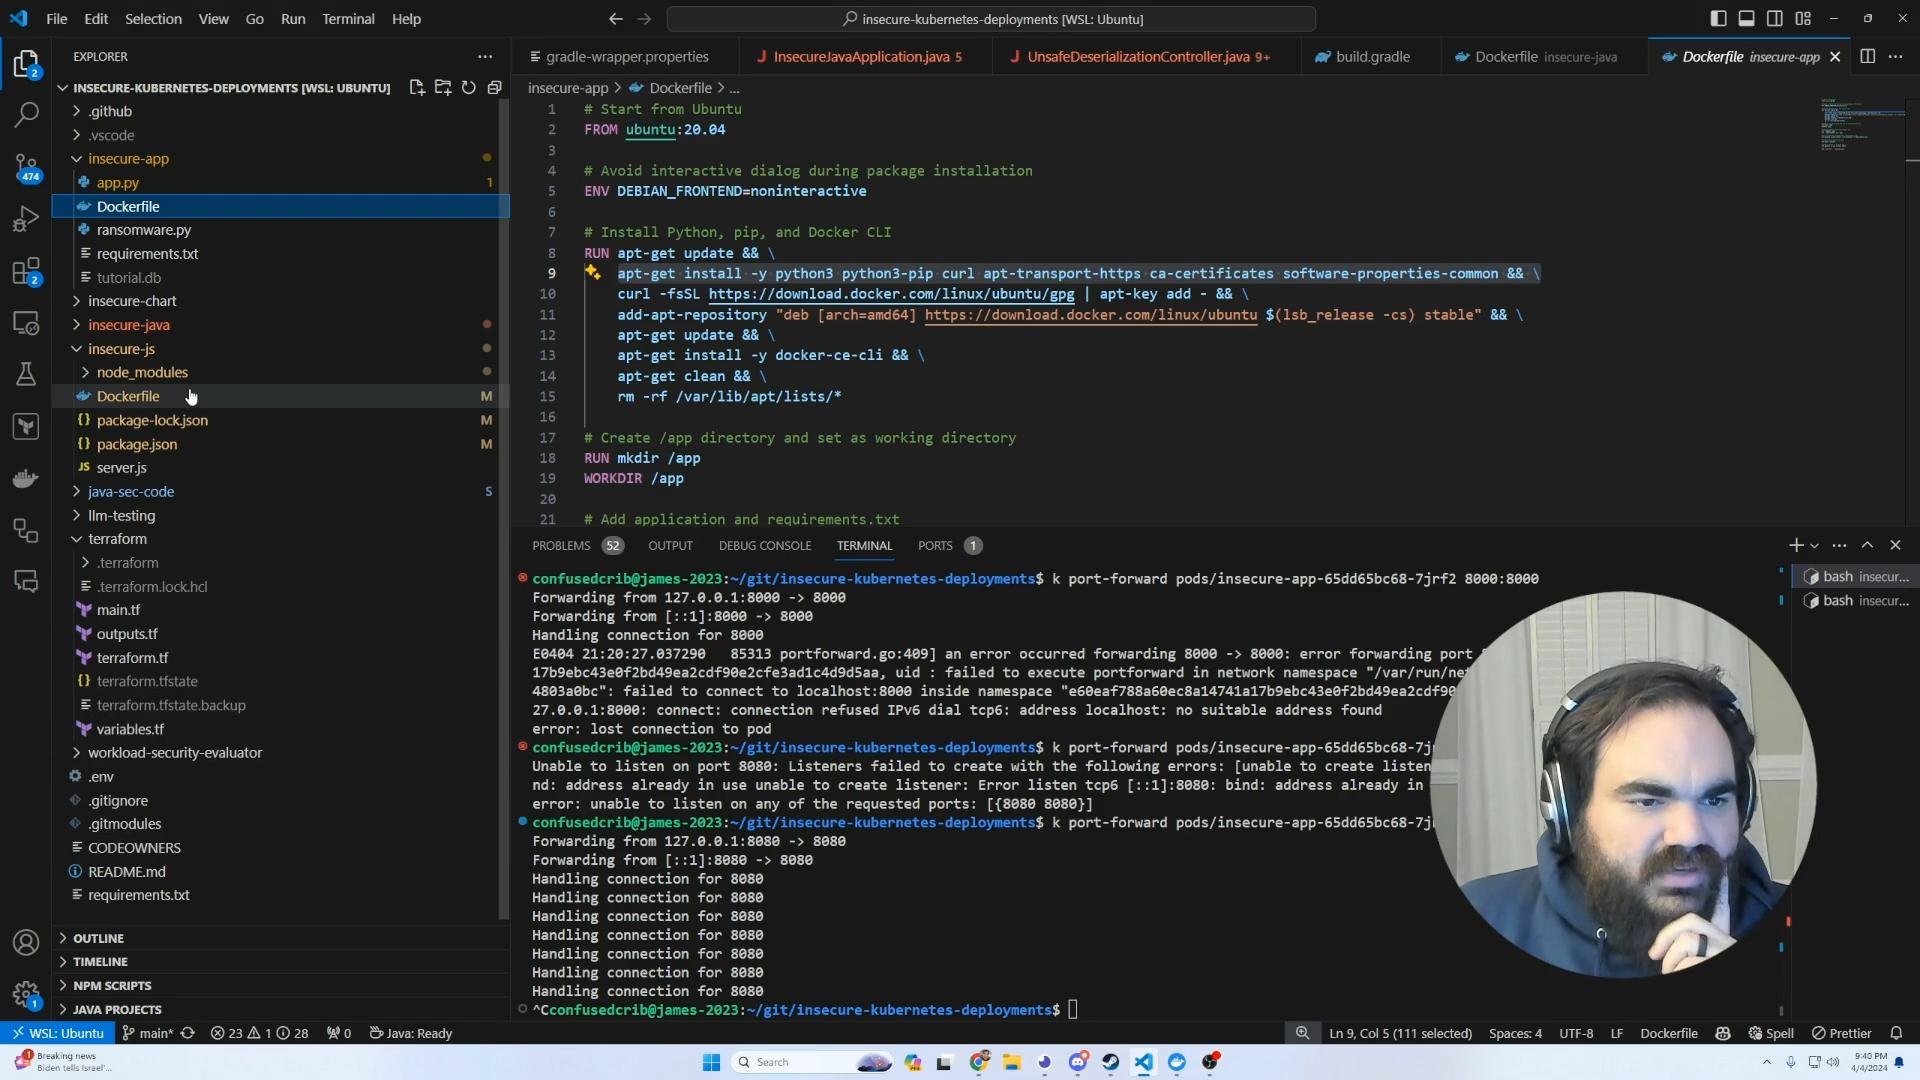 File Edit Selection View Go Run Terminal Help
insecure-kubernetes-deployments [WSL: Ubuntu]
EXPLORER
INSECURE-KUBERNETES-DEPLOYMENTS [WSL: UBUNTU]
.github
.vscode
insecure-app
app.py 1
Dockerfile
ransomware.py
requirements.txt
tutorial.db
insecure-chart
insecure-java
insecure-js
node_modules
Dockerfile M
package-lock.json M
package.json M
server.js
java-sec-code S
llm-testing
terraform
.terraform
.terraform.lock.hcl
main.tf
outputs.tf
terraform.tf
terraform.tfstate
terraform.tfstate.backup
variables.tf
workload-security-evaluator
.env
.gitignore
.gitmodules
CODEOWNERS
README.md
requirements.txt
OUTLINE
TIMELINE
NPM SCRIPTS
JAVA PROJECTS
2
474
2
1
gradle-wrapper.properties
InsecureJavaApplication.java 5
UnsafeDeserializationController.java 9+
build.gradle
Dockerfile insecure-java
Dockerfile insecure-app
insecure-app > Dockerfile > ...
1 # Start from Ubuntu
2 FROM ubuntu:20.04
3
4 # Avoid interactive dialog during package installation
5 ENV DEBIAN_FRONTEND=noninteractive
6
7 # Install Python, pip, and Docker CLI
8 RUN apt-get update && \
9 apt-get install -y python3 python3-pip curl apt-transport-https ca-certificates software-properties-common && \
10 curl -fsSL https://download.docker.com/linux/ubuntu/gpg | apt-key add - && \
11 add-apt-repository "deb [arch=amd64] https://download.docker.com/linux/ubuntu $(lsb_release -cs) stable" && \
12 apt-get update && \
13 apt-get install -y docker-ce-cli && \
14 apt-get clean && \
15 rm -rf /var/lib/apt/lists/*
16
17 # Create /app directory and set as working directory
18 RUN mkdir /app
19 WORKDIR /app
20
21 # Add application and requirements.txt
PROBLEMS 52 OUTPUT DEBUG CONSOLE TERMINAL PORTS 1
bash insecur...
bash insecur...
confusedcrib@james-2023:~/git/insecure-kubernetes-deployments$ k port-forward pods/insecure-app-65dd65bc68-7jrf2 8000:8000
Forwarding from 127.0.0.1:8000 -> 8000
Forwarding from [::1]:8000 -> 8000
Handling connection for 8000
E0404 21:20:27.037290 85313 portforward.go:409] an error occurred forwarding 8000 -> 8000: error forwarding port
17b9ebc43e0f2bd49ea2cdf90e2cfe3ad1c4d9d5aa, uid : failed to execute portforward in network namespace "/var/run/net
4803a0bc": failed to connect to localhost:8000 inside namespace "e60eaf788a60ec8a14741a17b9ebc43e0f2bd49ea2cdf90
27.0.0.1:8000: connect: connection refused IPv6 dial tcp6: address localhost: no suitable address found
error: lost connection to pod
confusedcrib@james-2023:~/git/insecure-kubernetes-deployments$ k port-forward pods/insecure-app-65dd65bc68-7jr
Unable to listen on port 8080: Listeners failed to create with the following errors: [unable to create listen
nd: address already in use unable to create listener: Error listen tcp6 [::1]:8080: bind: address already in
error: unable to listen on any of the requested ports: [{8080 8080}]
confusedcrib@james-2023:~/git/insecure-kubernetes-deployments$ k port-forward pods/insecure-app-65dd65bc68-7jr
Forwarding from 127.0.0.1:8080 -> 8080
Forwarding from [::1]:8080 -> 8080
Handling connection for 8080
Handling connection for 8080
Handling connection for 8080
Handling connection for 8080
Handling connection for 8080
Handling connection for 8080
Handling connection for 8080
^Cconfusedcrib@james-2023:~/git/insecure-kubernetes-deployments$
WSL: Ubuntu main* 23 1 28 0 Java: Ready Ln 9, Col 5 (111 selected) Spaces: 4 UTF-8 LF Dockerfile Spell Prettier
1 Breaking news
Biden tells Israel'...
Search
9:40 PM
4/4/2024